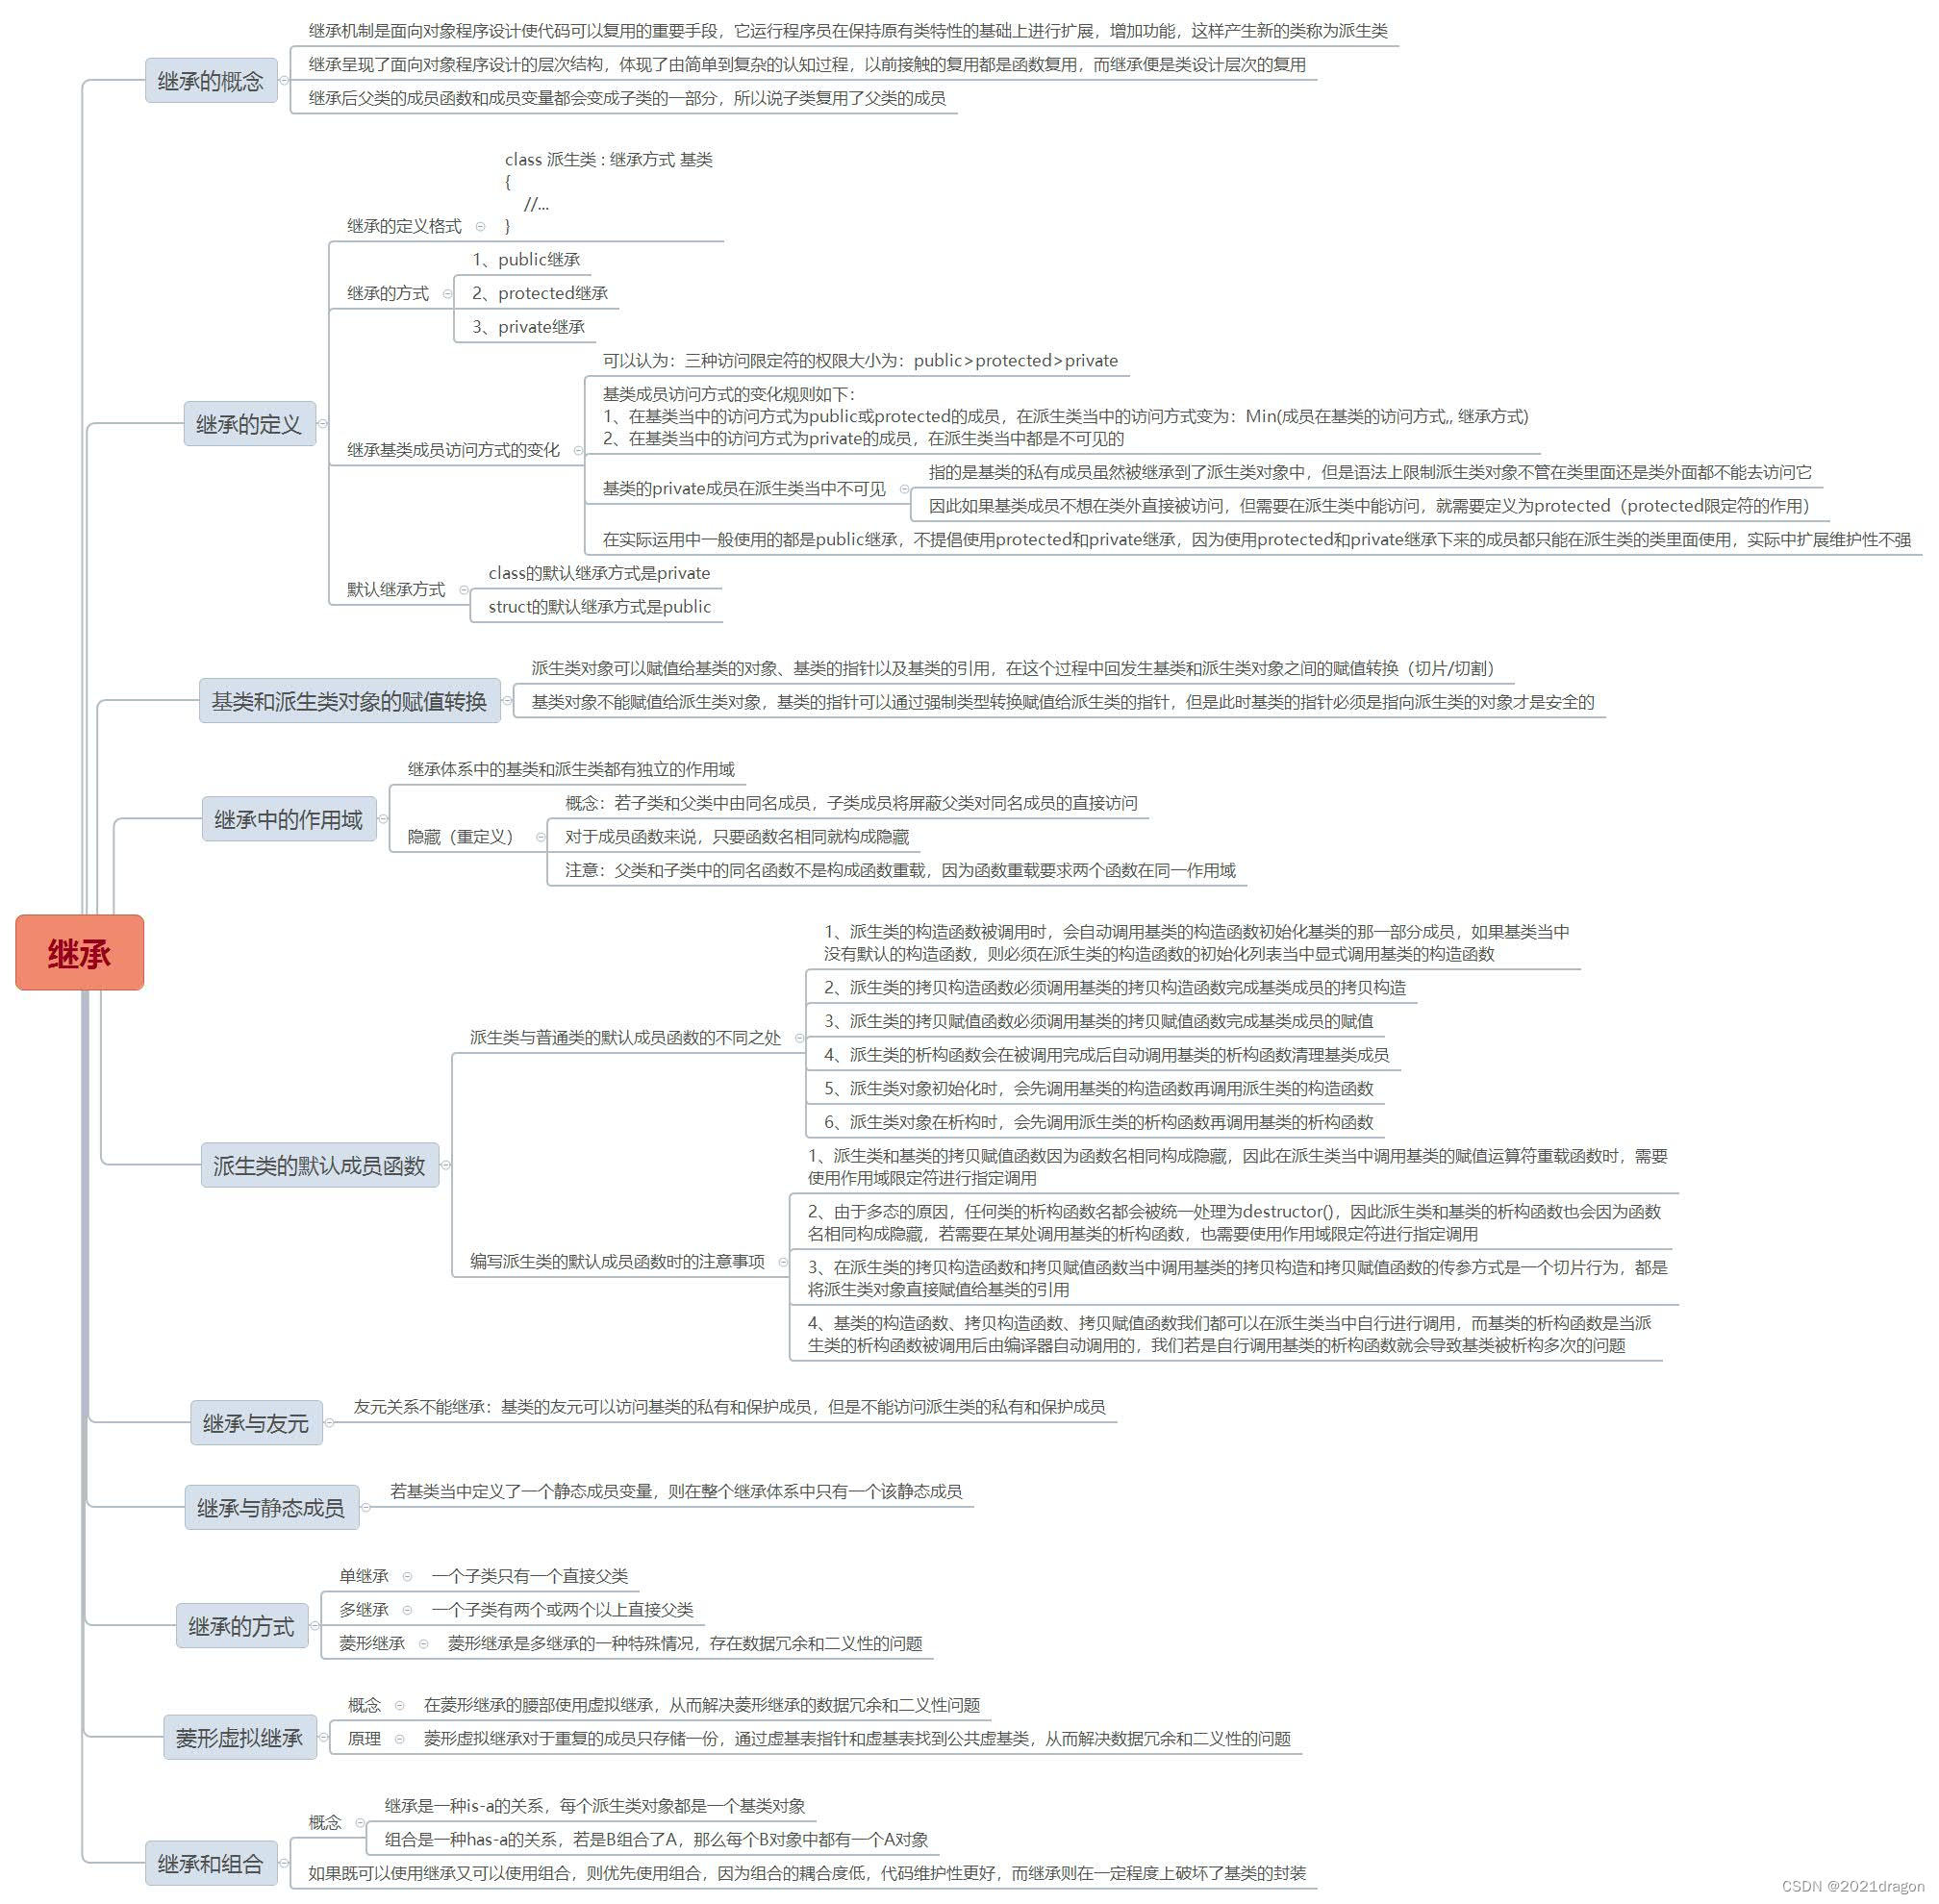 继承
继承的概念
继承机制是面向对象程序设计使代码可以复用的重要手段，它运行程序员在保持原有类特性的基础上进行扩展，增加功能，这样产生新的类称为派生类
继承呈现了面向对象程序设计的层次结构，体现了由简单到复杂的认知过程，以前接触的复用都是函数复用，而继承便是类设计层次的复用
继承后父类的成员函数和成员变量都会变成子类的一部分，所以说子类复用了父类的成员
继承的定义
继承的定义格式
class 派生类 : 继承方式 基类
{
//...
}
继承的方式
1、public继承
2、protected继承
3、private继承
继承基类成员访问方式的变化
可以认为：三种访问限定符的权限大小为：public>protected>private
基类成员访问方式的变化规则如下：
1、在基类当中的访问方式为public或protected的成员，在派生类当中的访问方式变为：Min(成员在基类的访问方式,, 继承方式)
2、在基类当中的访问方式为private的成员，在派生类当中都是不可见的
基类的private成员在派生类当中不可见
指的是基类的私有成员虽然被继承到了派生类对象中，但是语法上限制派生类对象不管在类里面还是类外面都不能去访问它
因此如果基类成员不想在类外直接被访问，但需要在派生类中能访问，就需要定义为protected（protected限定符的作用）
在实际运用中一般使用的都是public继承，不提倡使用protected和private继承，因为使用protected和private继承下来的成员都只能在派生类的类里面使用，实际中扩展维护性不强
默认继承方式
class的默认继承方式是private
struct的默认继承方式是public
基类和派生类对象的赋值转换
派生类对象可以赋值给基类的对象、基类的指针以及基类的引用，在这个过程中回发生基类和派生类对象之间的赋值转换（切片/切割）
基类对象不能赋值给派生类对象，基类的指针可以通过强制类型转换赋值给派生类的指针，但是此时基类的指针必须是指向派生类的对象才是安全的
继承中的作用域
继承体系中的基类和派生类都有独立的作用域
隐藏（重定义）
概念：若子类和父类中由同名成员，子类成员将屏蔽父类对同名成员的直接访问
对于成员函数来说，只要函数名相同就构成隐藏
注意：父类和子类中的同名函数不是构成函数重载，因为函数重载要求两个函数在同一作用域
派生类的默认成员函数
派生类与普通类的默认成员函数的不同之处
1、派生类的构造函数被调用时，会自动调用基类的构造函数初始化基类的那一部分成员，如果基类当中
没有默认的构造函数，则必须在派生类的构造函数的初始化列表当中显式调用基类的构造函数
2、派生类的拷贝构造函数必须调用基类的拷贝构造函数完成基类成员的拷贝构造
3、派生类的拷贝赋值函数必须调用基类的拷贝赋值函数完成基类成员的赋值
4、派生类的析构函数会在被调用完成后自动调用基类的析构函数清理基类成员
5、派生类对象初始化时，会先调用基类的构造函数再调用派生类的构造函数
6、派生类对象在析构时，会先调用派生类的析构函数再调用基类的析构函数
编写派生类的默认成员函数时的注意事项
1、派生类和基类的拷贝赋值函数因为函数名相同构成隐藏，因此在派生类当中调用基类的赋值运算符重载函数时，需要
使用作用域限定符进行指定调用
2、由于多态的原因，任何类的析构函数名都会被统一处理为destructor()，因此派生类和基类的析构函数也会因为函数
名相同构成隐藏，若需要在某处调用基类的析构函数，也需要使用作用域限定符进行指定调用
3、在派生类的拷贝构造函数和拷贝赋值函数当中调用基类的拷贝构造和拷贝赋值函数的传参方式是一个切片行为，都是
将派生类对象直接赋值给基类的引用
4、基类的构造函数、拷贝构造函数、拷贝赋值函数我们都可以在派生类当中自行进行调用，而基类的析构函数是当派
生类的析构函数被调用后由编译器自动调用的，我们若是自行调用基类的析构函数就会导致基类被析构多次的问题
继承与友元
友元关系不能继承：基类的友元可以访问基类的私有和保护成员，但是不能访问派生类的私有和保护成员
继承与静态成员
若基类当中定义了一个静态成员变量，则在整个继承体系中只有一个该静态成员
继承的方式
单继承
一个子类只有一个直接父类
多继承
一个子类有两个或两个以上直接父类
菱形继承
菱形继承是多继承的一种特殊情况，存在数据冗余和二义性的问题
菱形虚拟继承
概念
在菱形继承的腰部使用虚拟继承，从而解决菱形继承的数据冗余和二义性问题
原理
菱形虚拟继承对于重复的成员只存储一份，通过虚基表指针和虚基表找到公共虚基类，从而解决数据冗余和二义性的问题
继承和组合
概念
继承是一种is-a的关系，每个派生类对象都是一个基类对象
组合是一种has-a的关系，若是B组合了A，那么每个B对象中都有一个A对象
如果既可以使用继承又可以使用组合，则优先使用组合，因为组合的耦合度低，代码维护性更好，而继承则在一定程度上破坏了基类的封装
CSDN @2021dragon